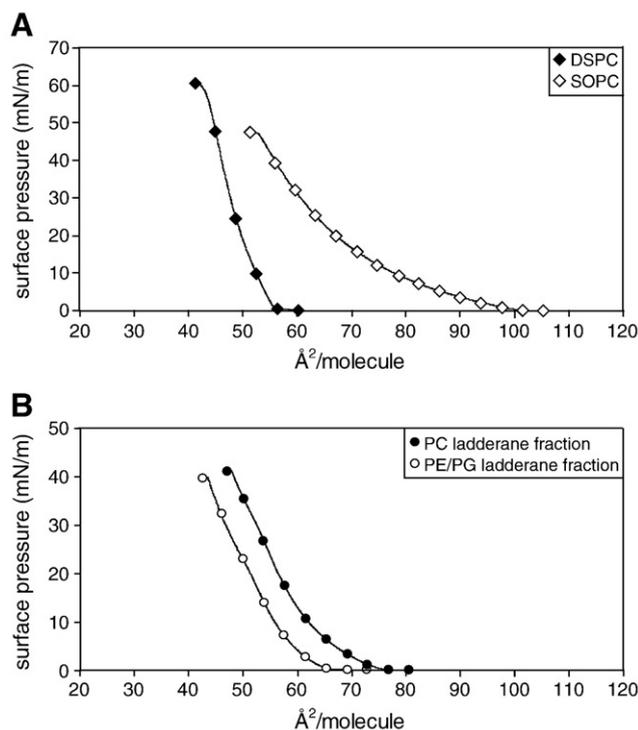 A
70
60
50
40
30
20
10
0
surface pressure (mN/m)
DSPC
SOPC
20 30 40 50 60 70 80 90 100 110 120
Å²/molecule
B
50
40
30
20
10
0
surface pressure (mN/m)
PC ladderane fraction
PE/PG ladderane fraction
20 30 40 50 60 70 80 90 100 110 120
Å²/molecule